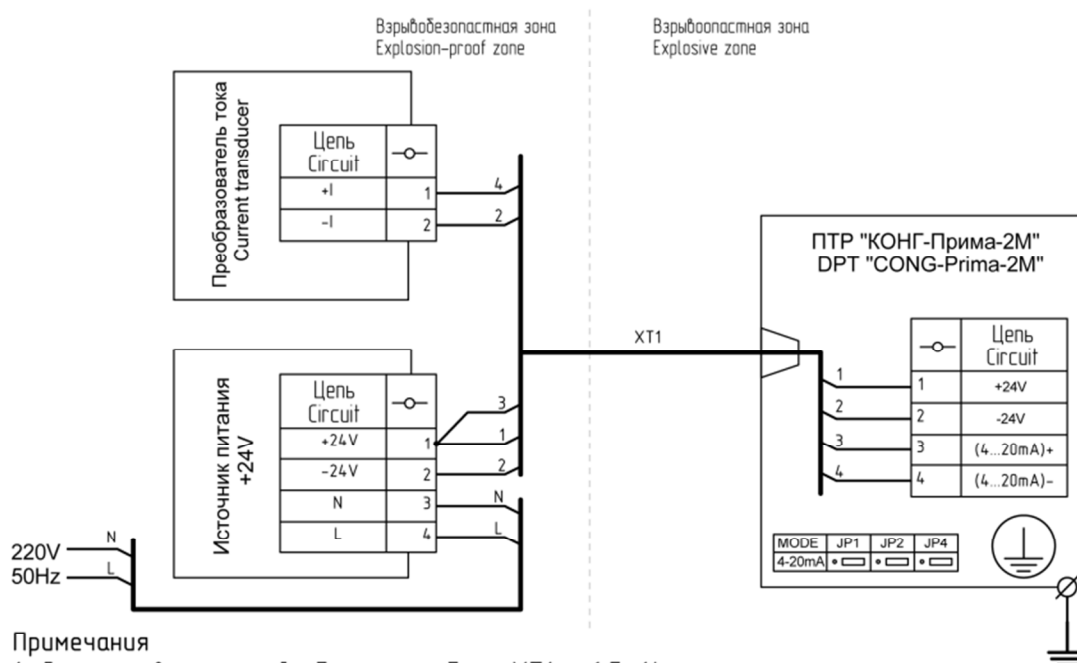 Взрывобезопастная зона
Explosion-proof zone
Взрывоопастная зона
Explosive zone
Преобразователь тока
Current transducer
Цепь
Circuit
+I 1 4
-I 2 2
Источник питания
+24V
Цепь
Circuit
3
+24V 1 1
-24V 2 2
N 3 N
L 4 L
220V N
50Hz L
XT1
ПТР "КОНГ-Прима-2М"
DPT "CONG-Prima-2M"
Цепь
Circuit
1 1 +24V
2 2 -24V
3 3 (4...20mA)+
4 4 (4...20mA)-
MODE JP1 JP2 JP4
4-20mA
Примечания